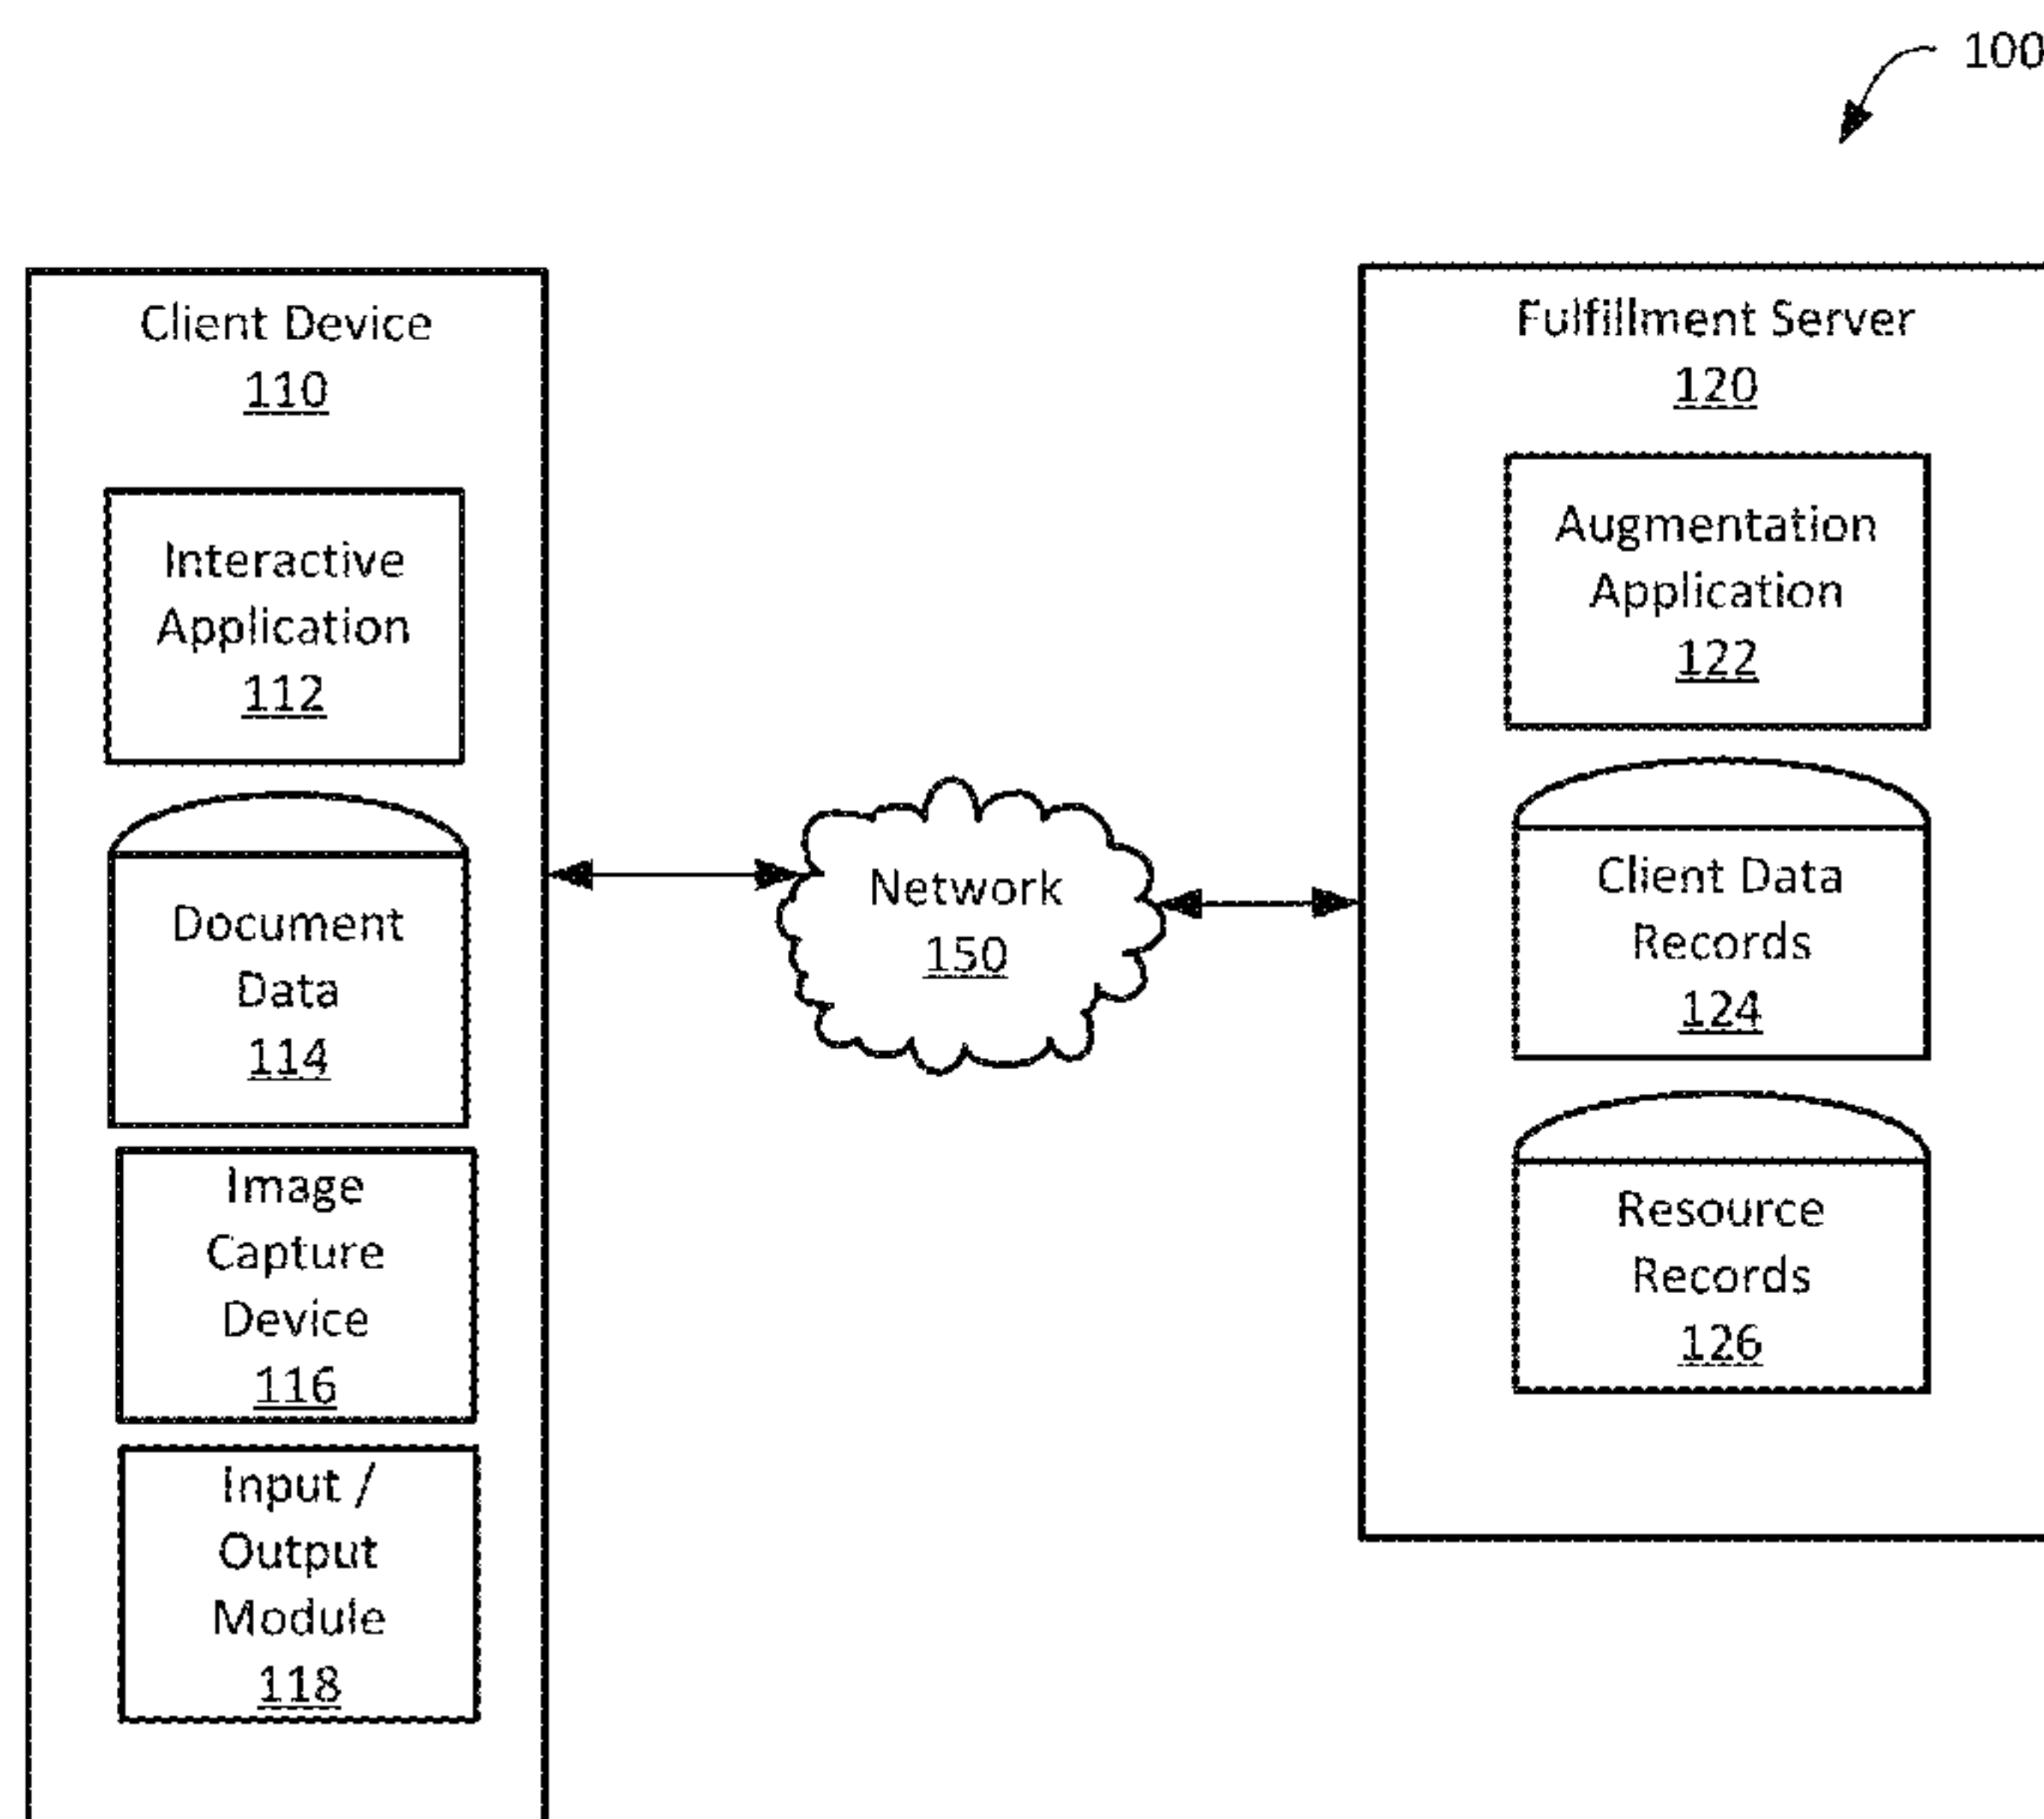 100
Client Device
110
Interactive
Application
112
Document
Data
114
Image
Capture
Device
116
Input /
Output
Module
118
Network
150
Fulfillment Server
120
Augmentation
Application
122
Client Data
Records
124
Resource
Records
126